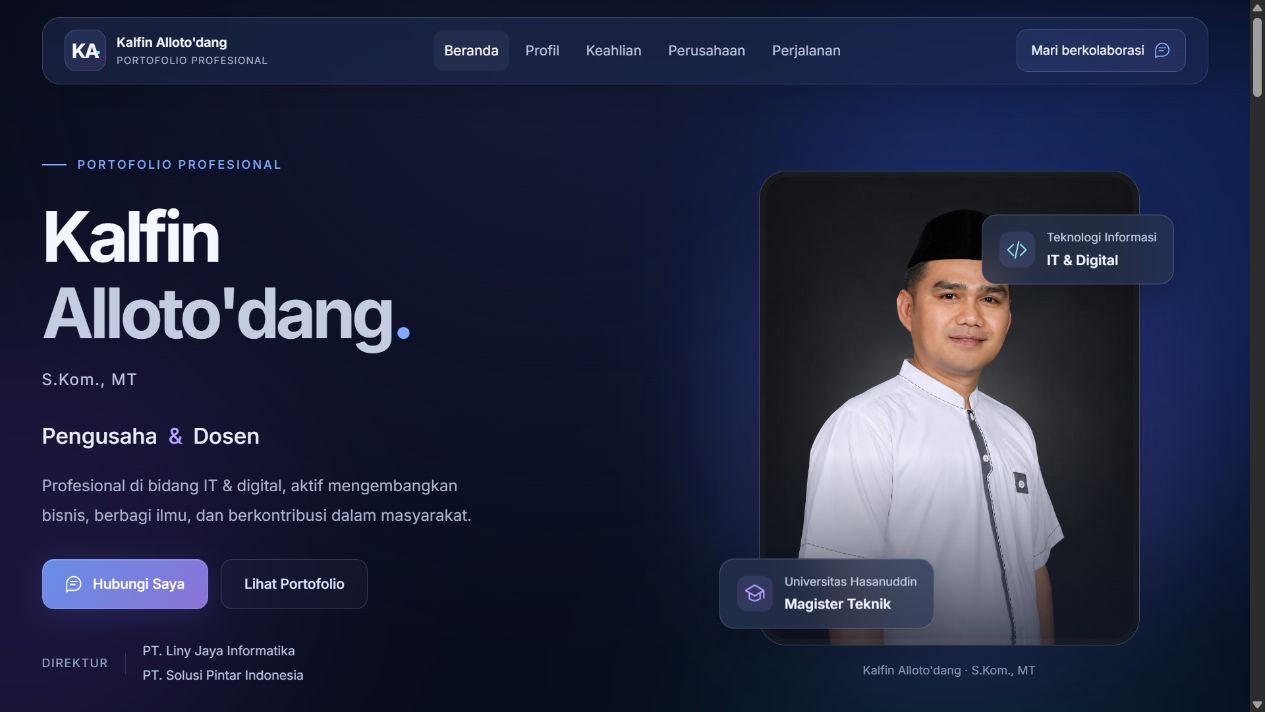 KA.
Kalfin Alloto'dang
PORTOFOLIO PROFESIONAL
Beranda
Profil
Keahlian
Perusahaan
Perjalanan
Mari berkolaborasi
PORTOFOLIO PROFESIONAL
Kalfin
Alloto'dang.
S.Kom., MT
Pengusaha & Dosen
Profesional di bidang IT & digital, aktif mengembangkan
bisnis, berbagi ilmu, dan berkontribusi dalam masyarakat.
Hubungi Saya
Lihat Portofolio
DIREKTUR
PT. Liny Jaya Informatika
PT. Solusi Pintar Indonesia
Teknologi Informasi
IT & Digital
Universitas Hasanuddin
Magister Teknik
Kalfin Alloto'dang · S.Kom., MT